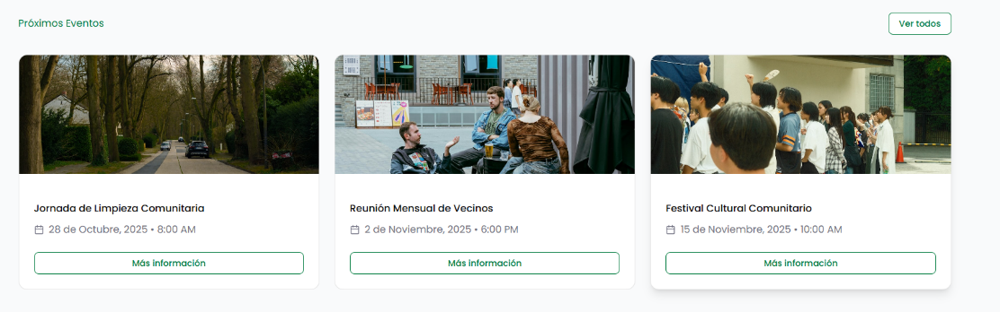 Próximos Eventos
Ver todos
Jornada de Limpieza Comunitaria
28 de Octubre, 2025 • 8:00 AM
Más información
Reunión Mensual de Vecinos
2 de Noviembre, 2025 • 6:00 PM
Más información
Festival Cultural Comunitario
15 de Noviembre, 2025 • 10:00 AM
Más información